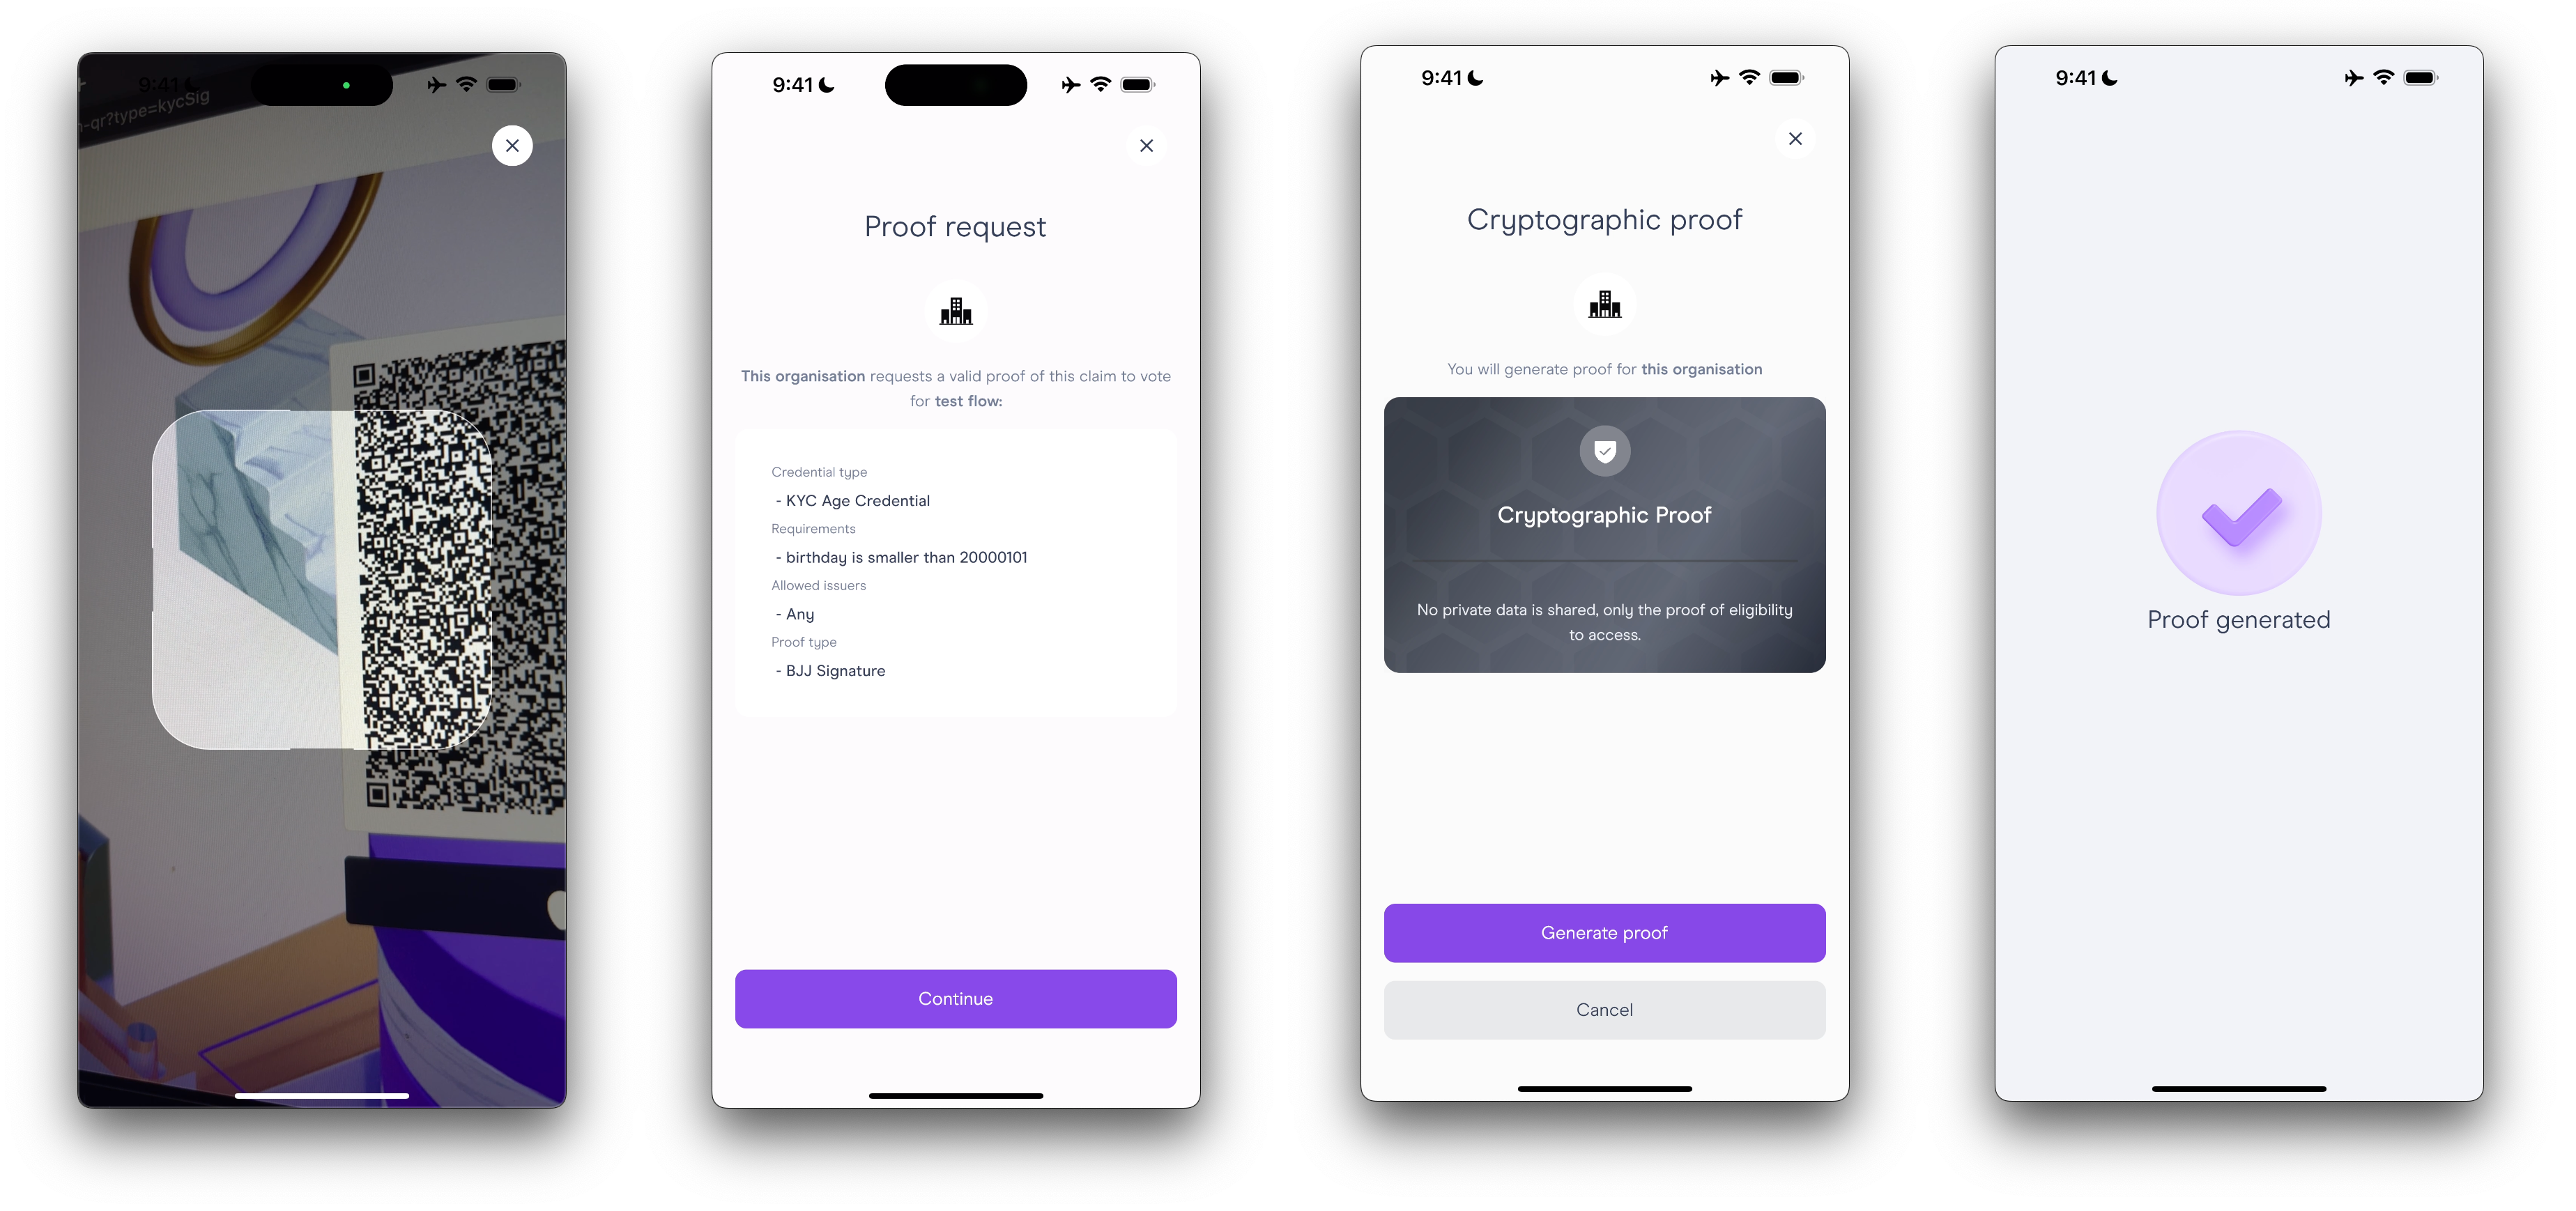 9:41
-qr?type=kycSig
9:41
Proof request
This organisation requests a valid proof of this claim to vote
for test flow:
Credential type
- KYC Age Credential
Requirements
- birthday is smaller than 20000101
Allowed issuers
- Any
Proof type
- BJJ Signature
Continue
9:41
Cryptographic proof
You will generate proof for this organisation
Cryptographic Proof
No private data is shared, only the proof of eligibility
to access.
Generate proof
Cancel
9:41
Proof generated